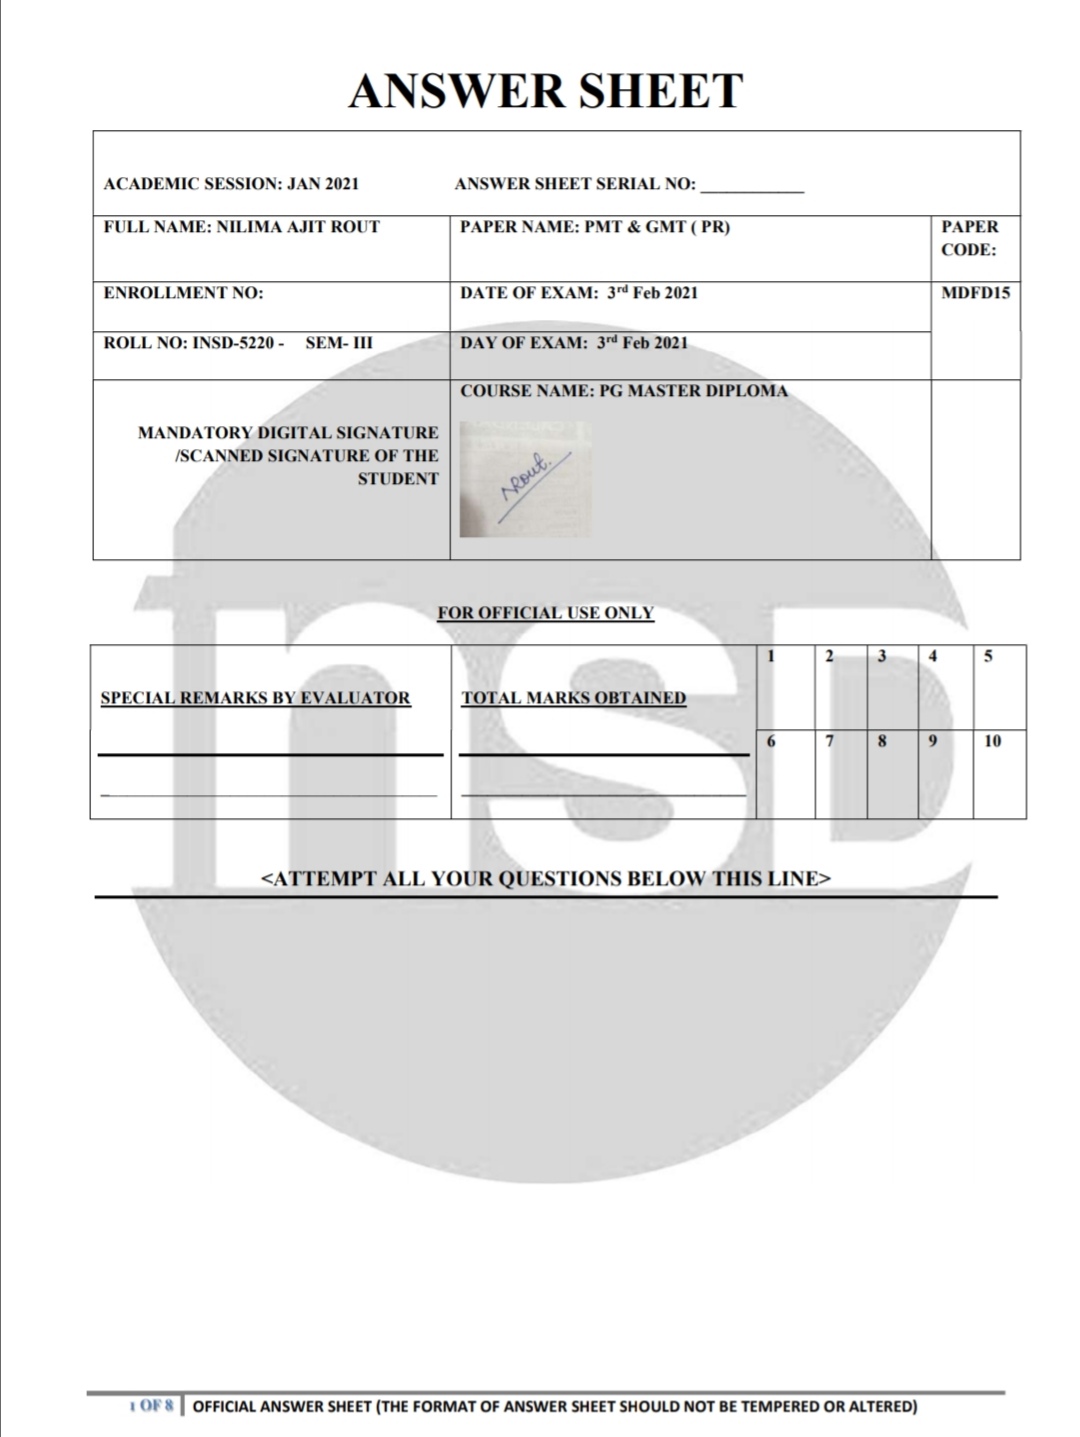 ANSWER SHEET
ACADEMIC SESSION: JAN 2021 ANSWER SHEET SERIAL NO: ____________
FULL NAME: NILIMA AJIT ROUT PAPER NAME: PMT & GMT ( PR) PAPER
CODE:
ENROLLMENT NO: DATE OF EXAM: 3rd Feb 2021 MDFD15
ROLL NO: INSD-5220 - SEM- III DAY OF EXAM: 3rd Feb 2021
COURSE NAME: PG MASTER DIPLOMA
MANDATORY DIGITAL SIGNATURE
/SCANNED SIGNATURE OF THE
STUDENT
NRout.
FOR OFFICIAL USE ONLY
SPECIAL REMARKS BY EVALUATOR TOTAL MARKS OBTAINED
1 2 3 4 5
6 7 8 9 10
insD
<ATTEMPT ALL YOUR QUESTIONS BELOW THIS LINE>
1 OF 8 OFFICIAL ANSWER SHEET (THE FORMAT OF ANSWER SHEET SHOULD NOT BE TEMPERED OR ALTERED)